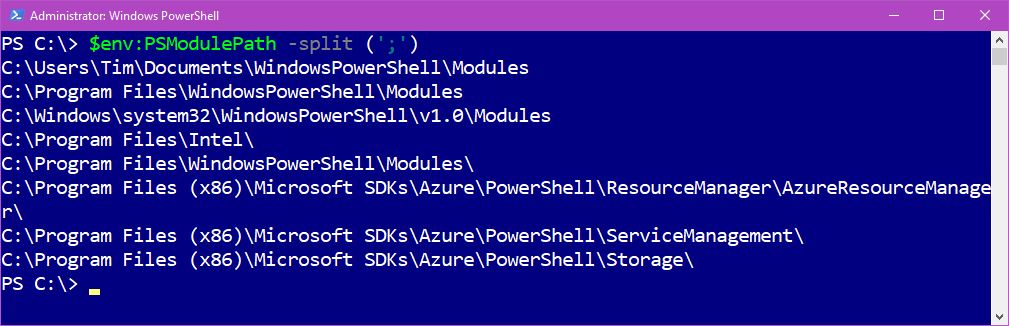 Administrator: Windows PowerShell
PS C:\> $env:PSModulePath -split (';')
C:\Users\Tim\Documents\WindowsPowerShell\Modules
C:\Program Files\WindowsPowerShell\Modules
C:\Windows\system32\WindowsPowerShell\v1.0\Modules
C:\Program Files\Intel\
C:\Program Files\WindowsPowerShell\Modules\
C:\Program Files (x86)\Microsoft SDKs\Azure\PowerShell\ResourceManager\AzureResourceManage
r\
C:\Program Files (x86)\Microsoft SDKs\Azure\PowerShell\ServiceManagement\
C:\Program Files (x86)\Microsoft SDKs\Azure\PowerShell\Storage\
PS C:\>